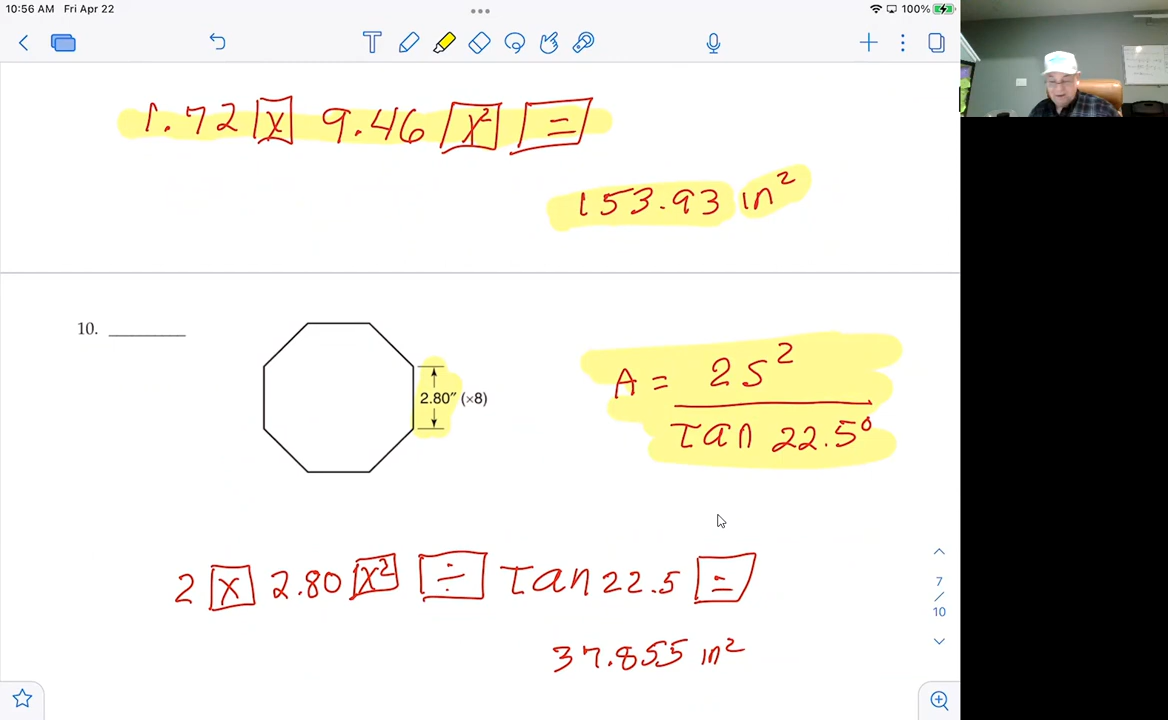 10:56 AM Fri Apr 22
100%
T
1.72 x 9.46 x² =
153.93 in²
10. ________
2.80″ (×8)
A = 2s² / Tan 22.5°
2 x 2.80 x² ÷ Tan 22.5 =
37.855 in²
7
/
10